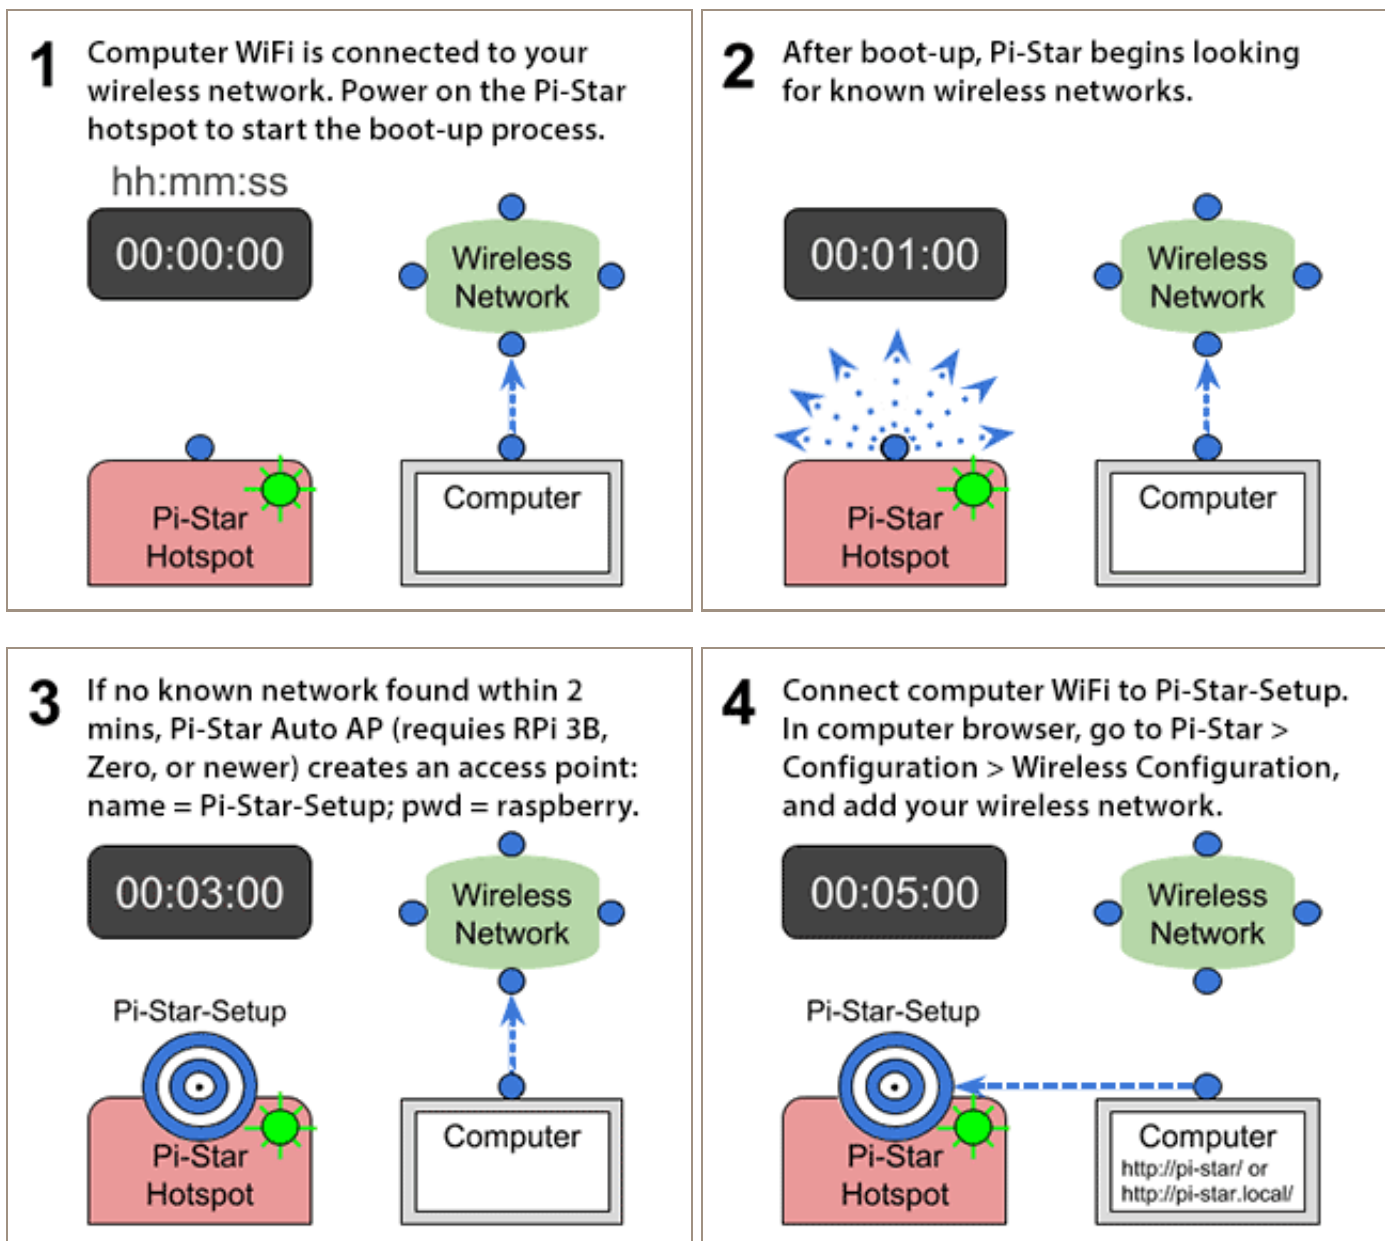 1
Computer WiFi is connected to your
wireless network. Power on the Pi-Star
hotspot to start the boot-up process.
hh:mm:ss
00:00:00
Wireless
Network
Pi-Star
Hotspot
Computer
2
After boot-up, Pi-Star begins looking
for known wireless networks.
00:01:00
Wireless
Network
Pi-Star
Hotspot
Computer
3
If no known network found wthin 2
mins, Pi-Star Auto AP (requies RPi 3B,
Zero, or newer) creates an access point:
name = Pi-Star-Setup; pwd = raspberry.
00:03:00
Wireless
Network
Pi-Star-Setup
Pi-Star
Hotspot
Computer
4
Connect computer WiFi to Pi-Star-Setup.
In computer browser, go to Pi-Star >
Configuration > Wireless Configuration,
and add your wireless network.
00:05:00
Wireless
Network
Pi-Star-Setup
Pi-Star
Hotspot
Computer
http://pi-star/ or
http://pi-star.local/